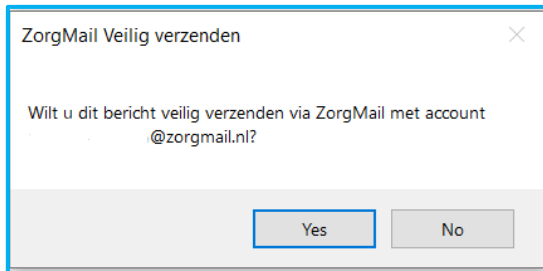 ZorgMail Veilig verzenden
Wilt u dit bericht veilig verzenden via ZorgMail met account
@zorgmail.nl?
Yes
No